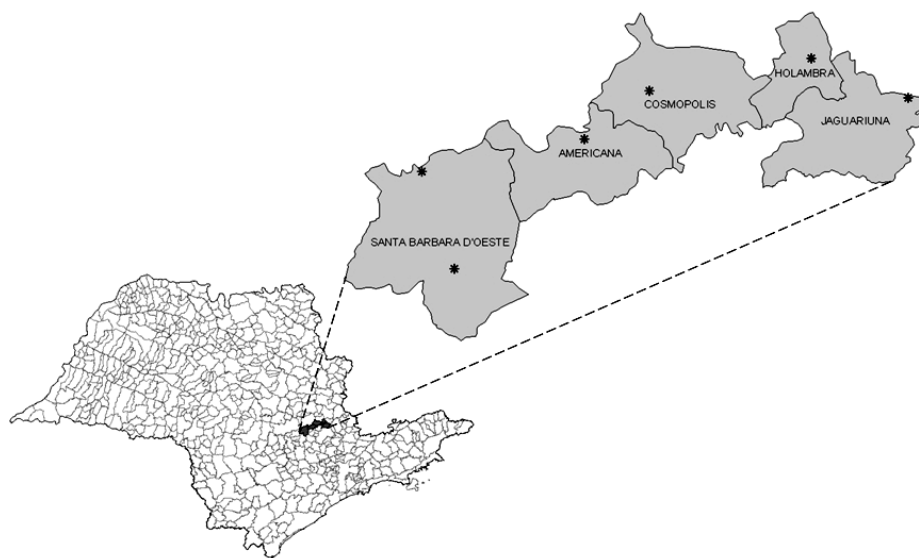 HOLAMBRA
COSMOPOLIS
JAGUARIUNA
AMERICANA
SANTA BARBARA D'OESTE